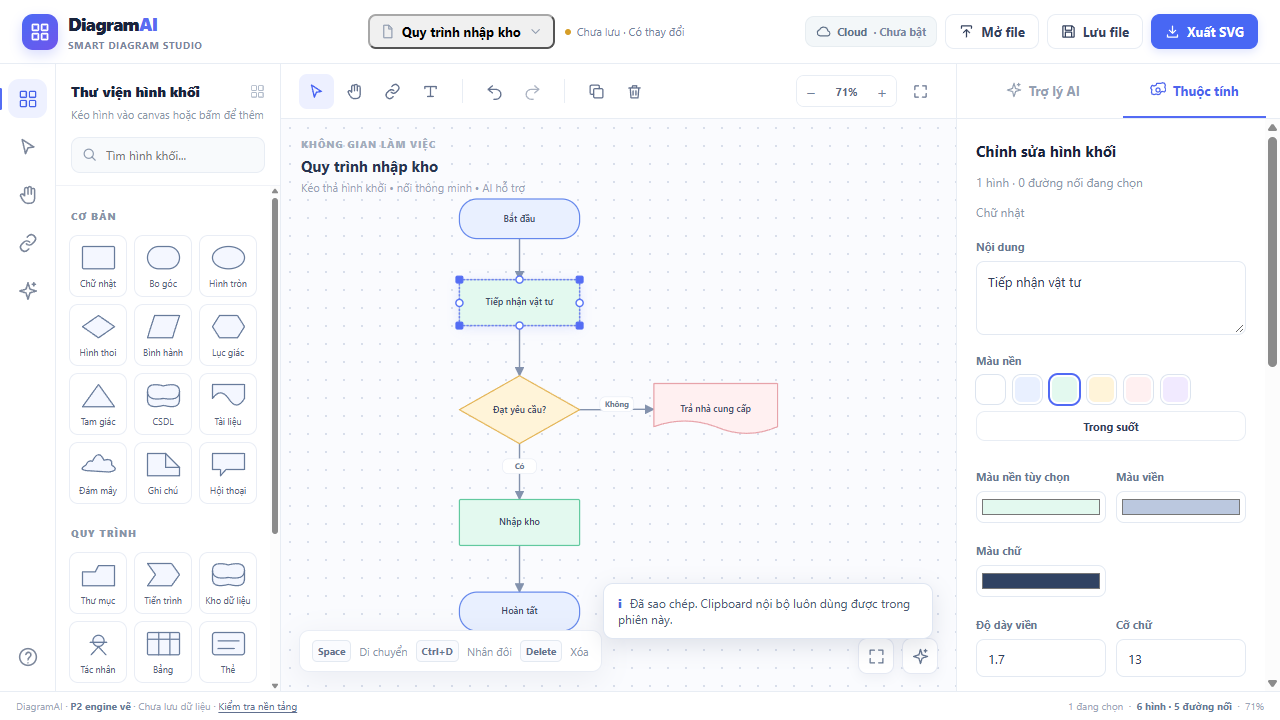 DiagramAI
SMART DIAGRAM STUDIO
Quy trình nhập kho
Chưa lưu · Có thay đổi
Cloud · Chưa bật
Mở file
Lưu file
Xuất SVG
Thư viện hình khối
Kéo hình vào canvas hoặc bấm để thêm
Tìm hình khối...
CƠ BẢN
Chữ nhật
Bo góc
Hình tròn
Hình thoi
Bình hành
Lục giác
Tam giác
CSDL
Tài liệu
Đám mây
Ghi chú
Hội thoại
QUY TRÌNH
Thư mục
Tiến trình
Kho dữ liệu
Tác nhân
Bảng
Thẻ
71%
KHÔNG GIAN LÀM VIỆC
Quy trình nhập kho
Kéo thả hình khối • nối thông minh • AI hỗ trợ
Bắt đầu
Tiếp nhận vật tư
Đạt yêu cầu?
Không
Trả nhà cung cấp
Có
Nhập kho
Hoàn tất
Đã sao chép. Clipboard nội bộ luôn dùng được trong
phiên này.
Space Di chuyển Ctrl+D Nhân đôi Delete Xóa
Trợ lý AI
Thuộc tính
Chỉnh sửa hình khối
1 hình · 0 đường nối đang chọn
Chữ nhật
Nội dung
Tiếp nhận vật tư
Màu nền
Trong suốt
Màu nền tùy chọn
Màu viền
Màu chữ
Độ dày viền
Cỡ chữ
1.7
13
DiagramAI · P2 engine vẽ · Chưa lưu dữ liệu · Kiểm tra nền tảng
1 đang chọn · 6 hình · 5 đường nối · 71%